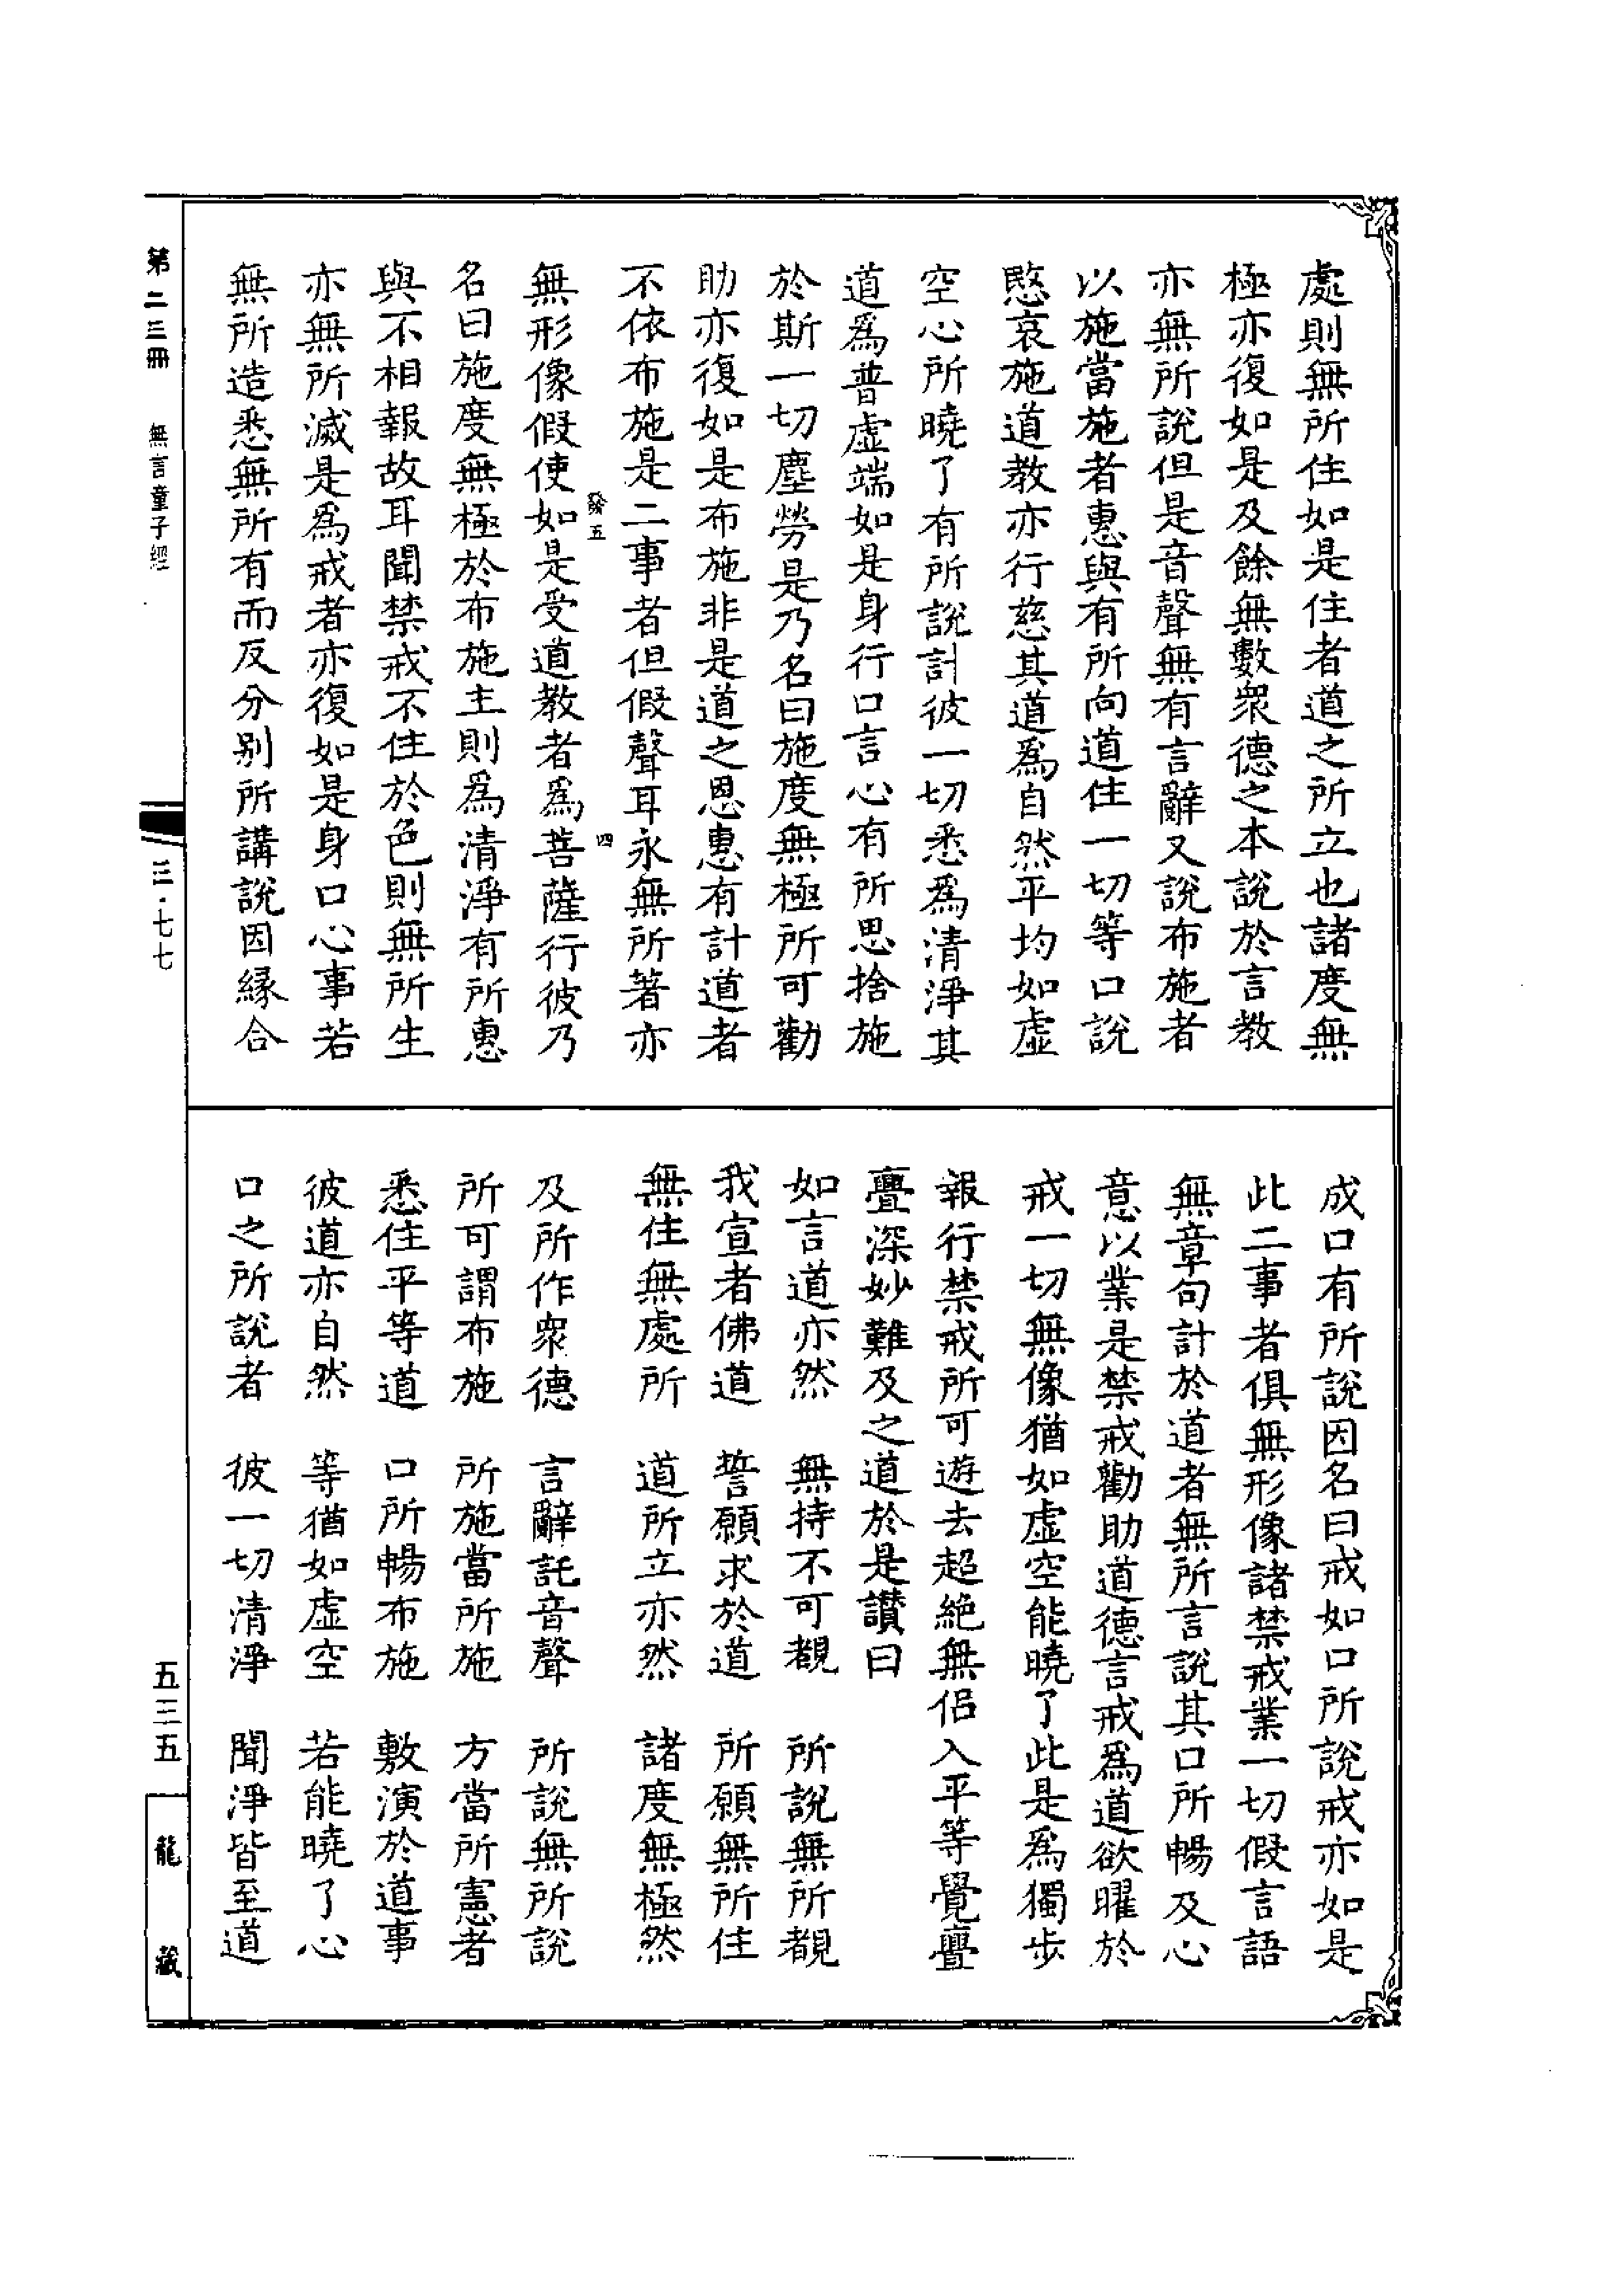 處則無所住如是住者道之所立也諸度無
極亦復如是及餘無數衆德之本說於言教
亦無所說但是音聲無有言辭又說布施者
以施當施者惠與有所向道住一切等口說
愍哀施道教亦行慈其道爲自然平均如虛
空心所曉了有所說計彼一切悉爲清淨其
道爲普虛端如是身行口言心有所思捨施
於斯一切塵勞是乃名曰施度無極所可勸
助亦復如是布施非是道之恩惠有計道者
不依布施是二事者但假聲耳永無所著亦
發五 四
無形像假使如是受道教者爲菩薩行彼乃
名曰施度無極於布施主則爲清淨有所惠
與不相報故耳聞禁戒不住於色則無所生
亦無所滅是爲戒者亦復如是身口心事若
無所造悉無所有而反分別所講說因緣合
成口有所說因名曰戒如口所說戒亦如是
此二事者俱無形像諸禁戒業一切假言語
無章句計於道者無所言說其口所暢及心
意以業是禁戒勸助道德言戒爲道欲曜於
戒一切無像猶如虛空能曉了此是爲獨步
報行禁戒所可遊去超絕無侶入平等覺亹
亹深妙難及之道於是讚曰
如言道亦然 無持不可覩 所說無所覩
我宣者佛道 誓願求於道 所願無所住
無住無處所 道所立亦然 諸度無極然
及所作衆德 言辭託音聲 所說無所說
所可謂布施 所施當所施 方當所憲者
悉住平等道 口所暢布施 敷演於道事
彼道亦自然 等猶如虛空 若能曉了心
口之所說者 彼一切清淨 聞淨皆至道
第二三冊 無言童子經
三·七七
五三五
龍藏